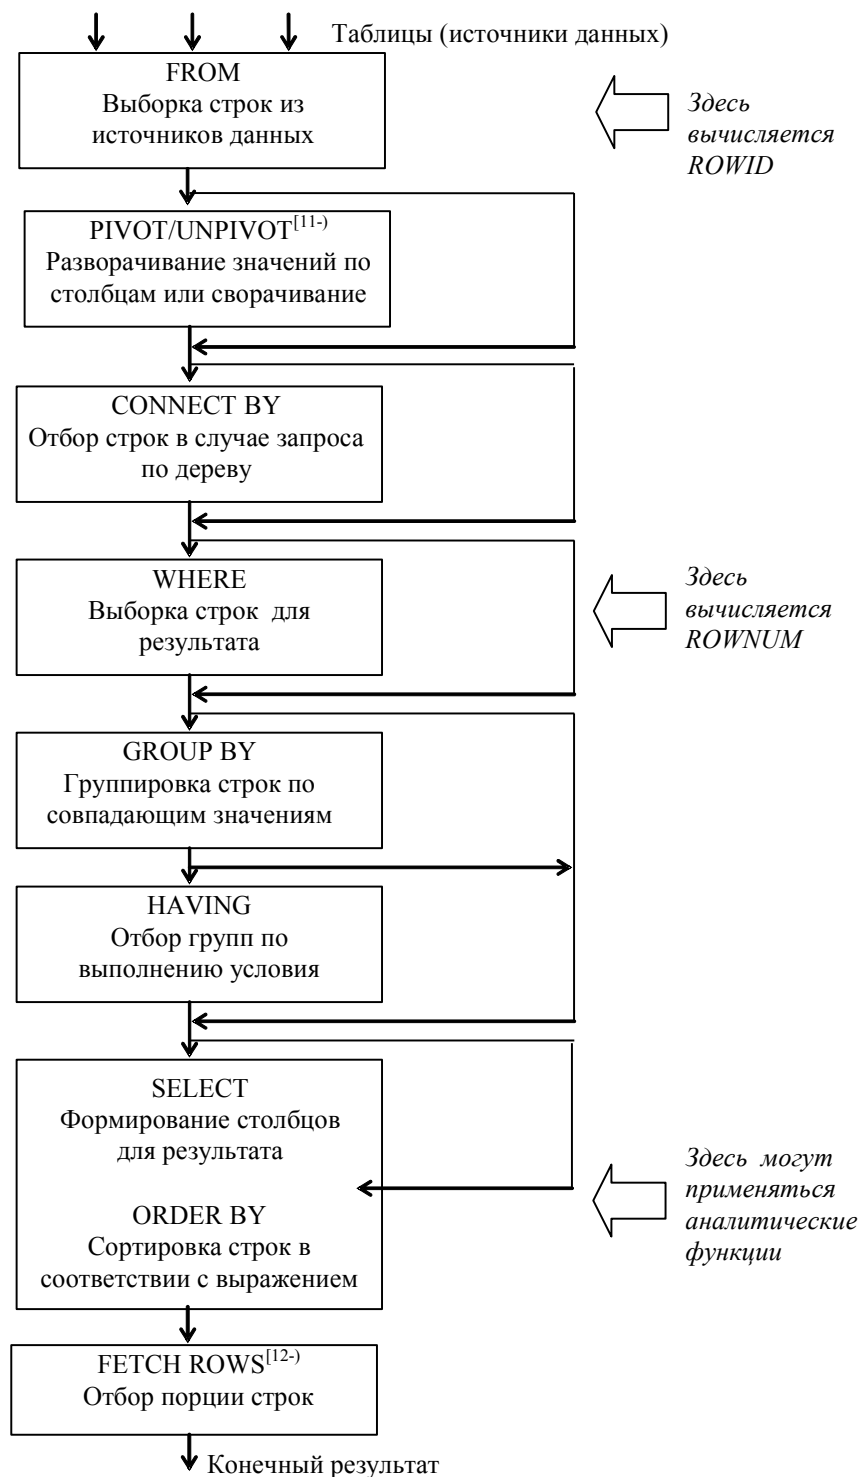 Таблицы (источники данных)
FROM
Выборка строк из
источников данных
Здесь
вычисляется
ROWID
PIVOT/UNPIVOT[11-)
Разворачивание значений по
столбцам или сворачивание
CONNECT BY
Отбор строк в случае запроса
по дереву
WHERE
Выборка строк для
результата
Здесь
вычисляется
ROWNUM
GROUP BY
Группировка строк по
совпадающим значениям
HAVING
Отбор групп по
выполнению условия
SELECT
Формирование столбцов
для результата
ORDER BY
Сортировка строк в
соответствии с выражением
Здесь могут
применяться
аналитические
функции
FETCH ROWS[12-)
Отбор порции строк
Конечный результат